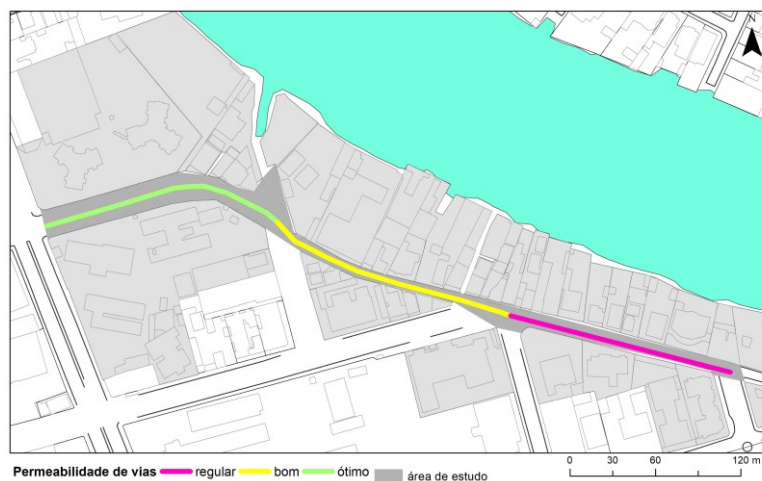 N
Permeabilidade de vias regular bom ótimo área de estudo
0 30 60 120 m